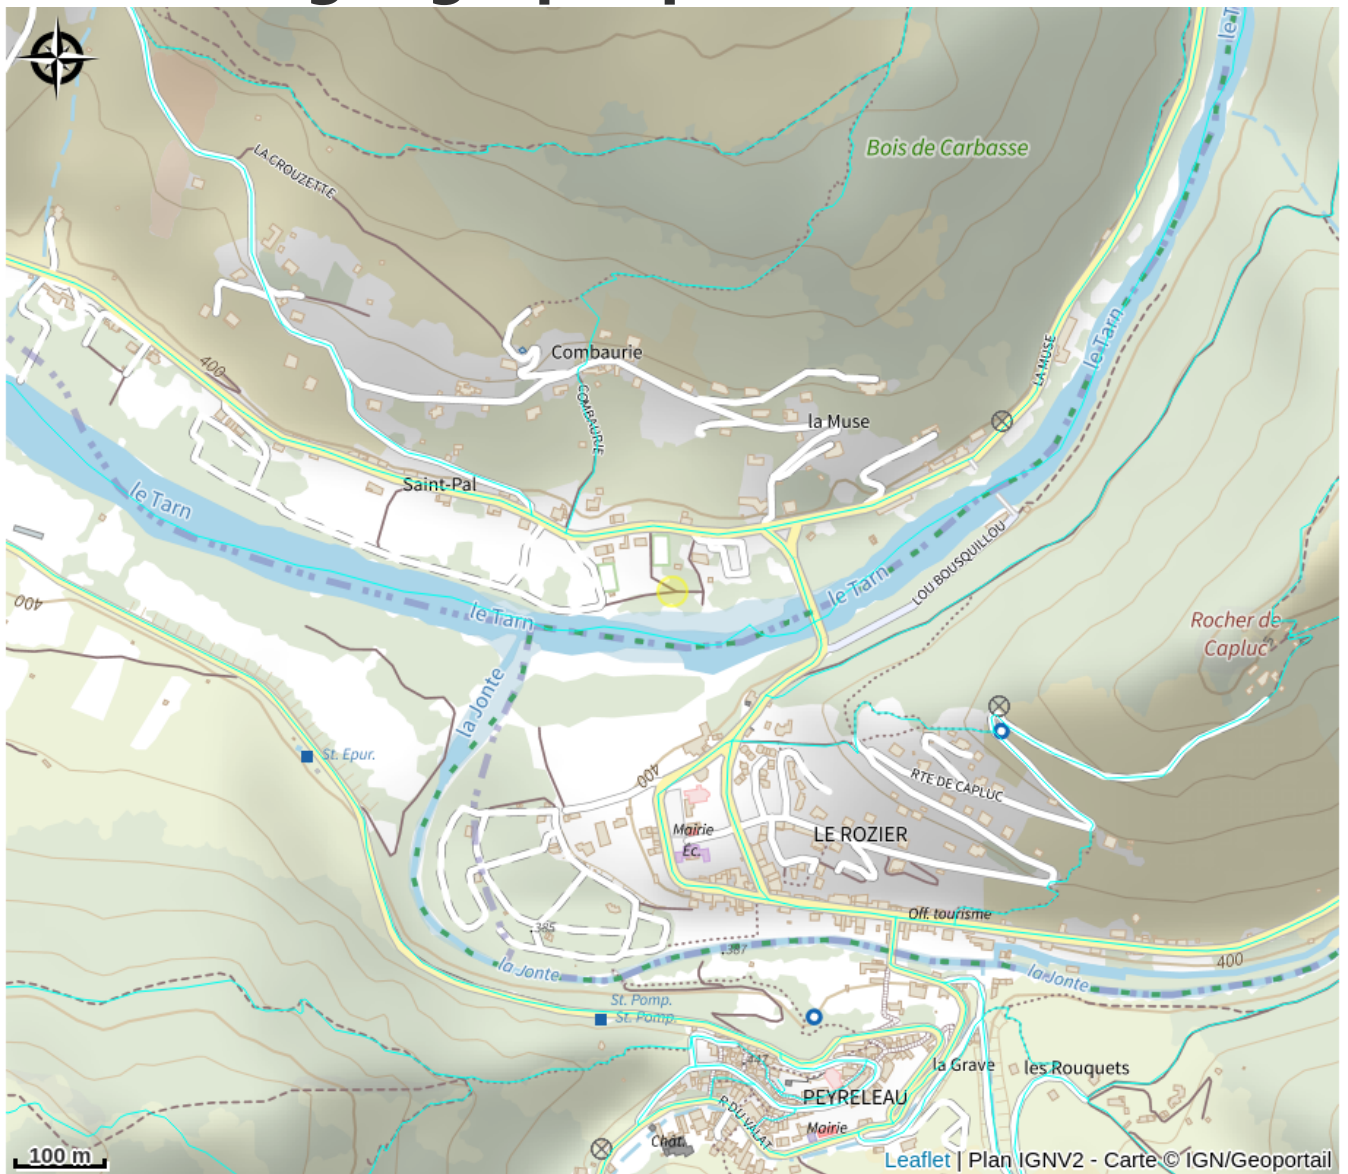 le T
Bois de Carbasse
LA CROUZETTE
LA MUSE
le Tarn
Combaurie
400
COMBAURIE
la Muse
Saint-Pal
le Tarn
LOU BOUSQUILLOU
le Tarn
400
le Tarn
Rocher de
Capluc
la Jonte
St. Epur.
400
RTE DE CAPLUC
Mairie
Éc.
LE ROZIER
Off. tourisme
385
387
400
la Jonte
la Jonte
St. Pomp.
St. Pomp.
447
la Grave
les Rouquets
PEYRELEAU
R DU VALAT
Mairie
Chât.
100 m
Leaflet | Plan IGNV2 - Carte © IGN/Geoportail